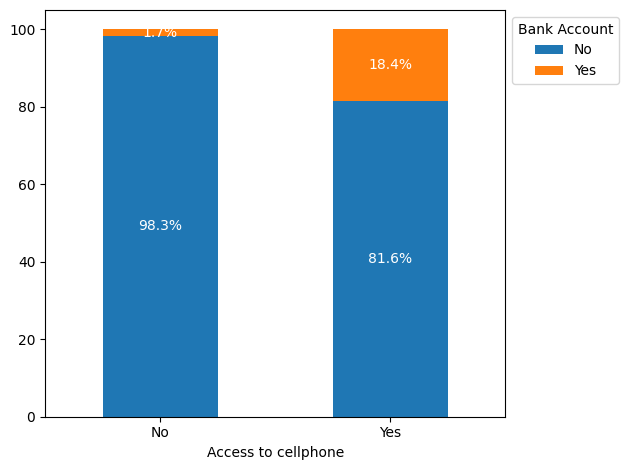 100
80
60
40
20
0
1.7%
98.3%
18.4%
81.6%
No
Yes
Access to cellphone
Bank Account
No
Yes